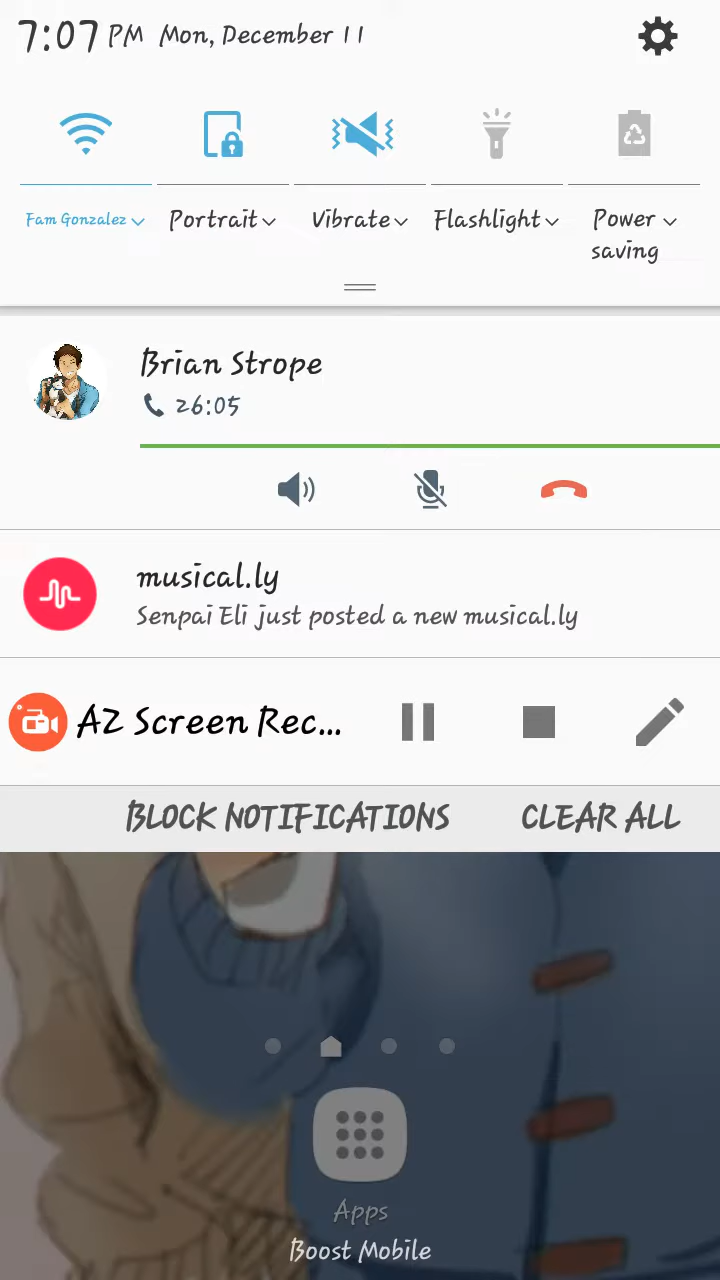 7:07 PM Mon, December 11
Fam Gonzalez Portrait Vibrate Flashlight Power saving
Brian Strope
26:05
musical.ly
Senpai Eli just posted a new musical.ly
AZ Screen Rec...
BLOCK NOTIFICATIONS CLEAR ALL
Apps
Boost Mobile